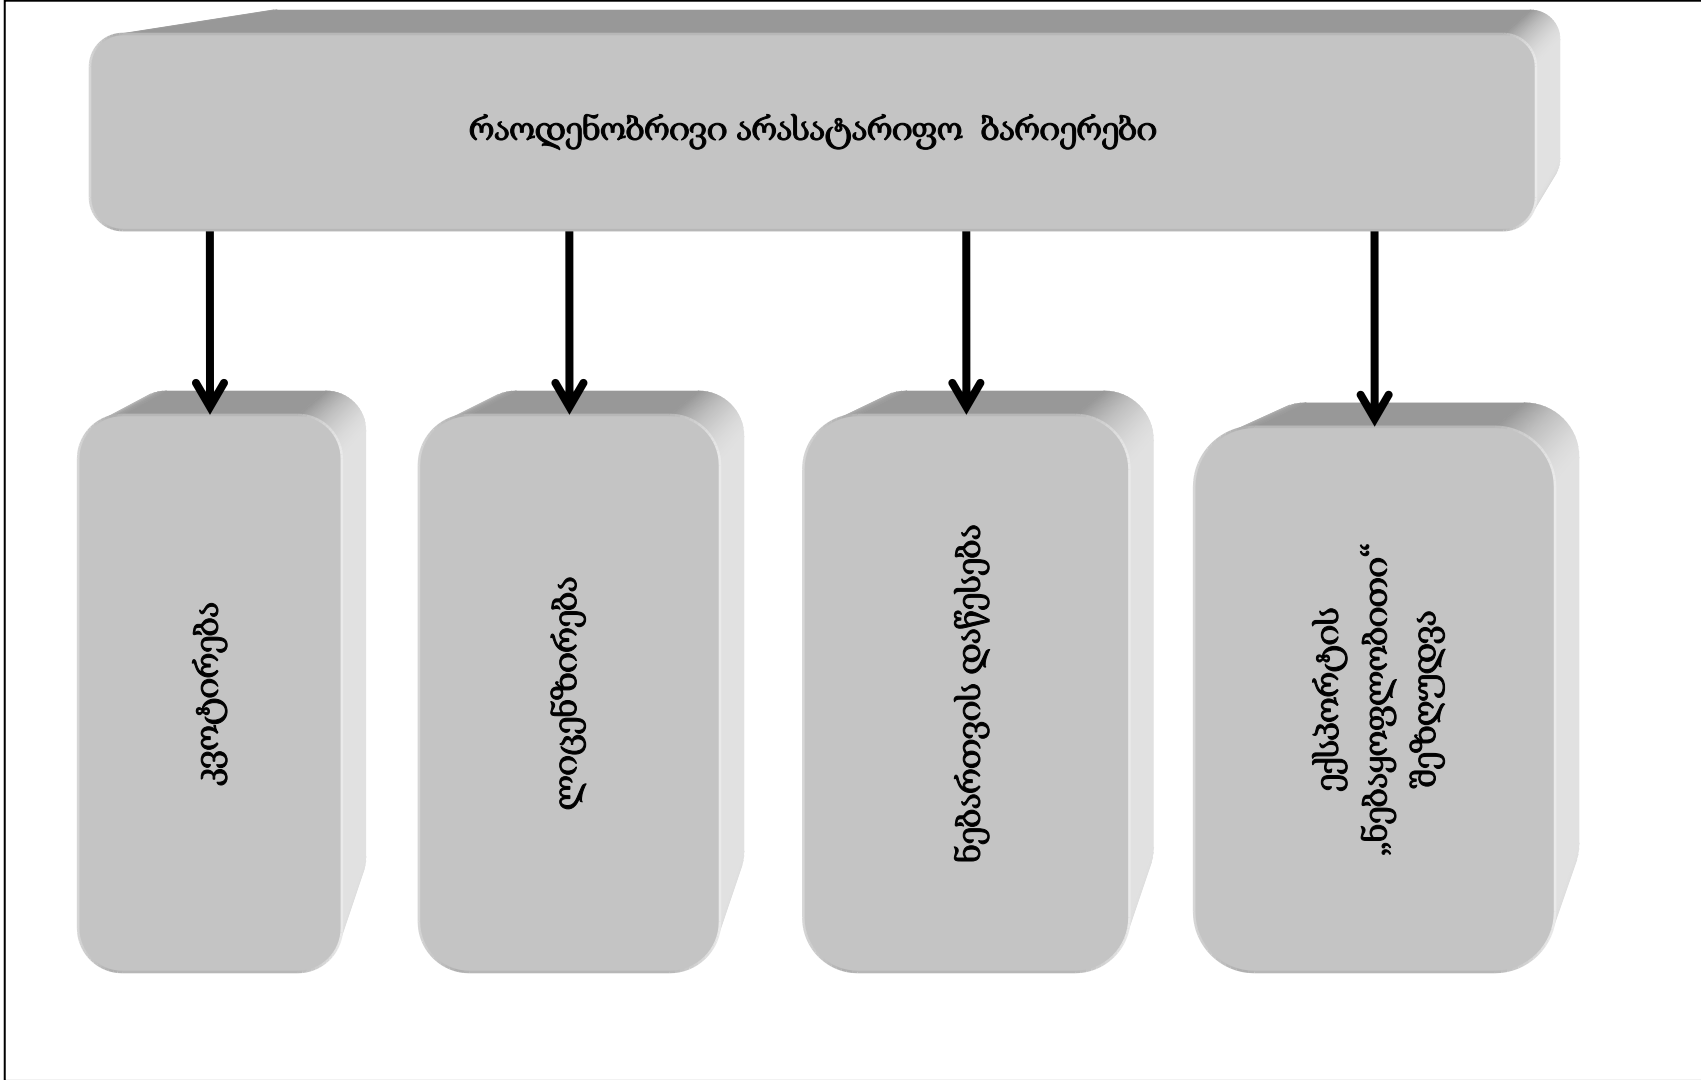 რაოდენობრივი არასატარიფო ბარიერები
კვოტირება
ლიცენზირება
ნებართვის დაწესება
ექსპორტის
„ნებაყოფლობითი“
შეზღუდვა